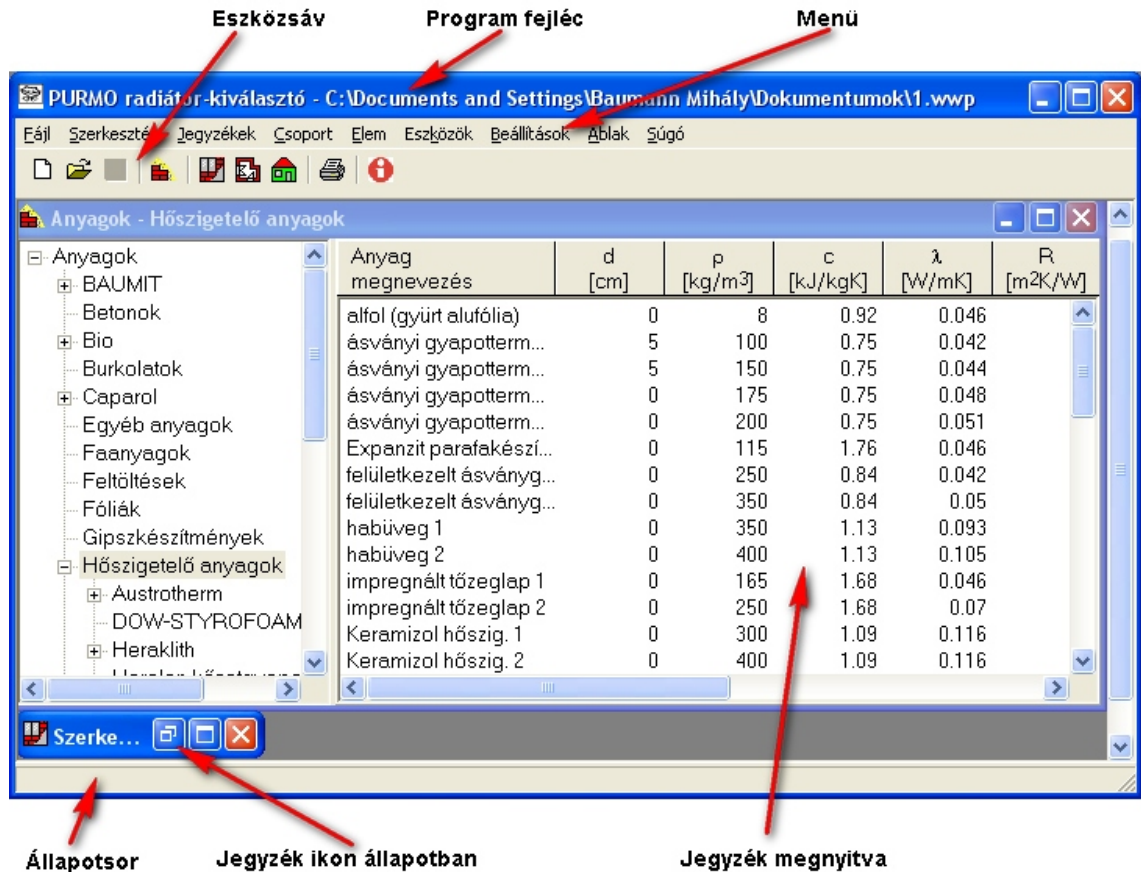 Eszközsáv Program fejléc Menü
PURMO radiátor-kiválasztó - C:\Documents and Settings\Baumann Mihály\Dokumentumok\1.wwp
Fájl Szerkesztés Jegyzékek Csoport Elem Eszközök Beállítások Ablak Súgó
Anyagok - Hőszigetelő anyagok
Anyagok
BAUMIT
Betonok
Bio
Burkolatok
Caparol
Egyéb anyagok
Faanyagok
Feltöltések
Fóliák
Gipszkészítmények
Hőszigetelő anyagok
Austrotherm
DOW-STYROFOAM
Heraklith
Anyag megnevezés d [cm] ρ [kg/m3] c [kJ/kgK] λ [W/mK] R [m2K/W]
alfol (gyürt alufólia) 0 8 0.92 0.046
ásványi gyapotterm... 5 100 0.75 0.042
ásványi gyapotterm... 5 150 0.75 0.044
ásványi gyapotterm... 0 175 0.75 0.048
ásványi gyapotterm... 0 200 0.75 0.051
Expanzit parafakészí... 0 115 1.76 0.046
felületkezelt ásványg... 0 250 0.84 0.042
felületkezelt ásványg... 0 350 0.84 0.05
habüveg 1 0 350 1.13 0.093
habüveg 2 0 400 1.13 0.105
impregnált tőzeglap 1 0 165 1.68 0.046
impregnált tőzeglap 2 0 250 1.68 0.07
Keramizol hőszig. 1 0 300 1.09 0.116
Keramizol hőszig. 2 0 400 1.09 0.116
Szerke...
Állapotsor Jegyzék ikon állapotban Jegyzék megnyitva